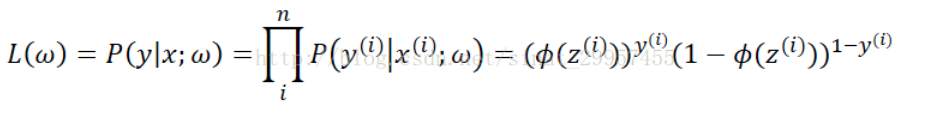 L(ω) = P(y|x; ω) = ∏_{i}^{n} P(y^{(i)}|x^{(i)}; ω) = (ϕ(z^{(i)}))^{y^{(i)}}(1 − ϕ(z^{(i)}))^{1−y^{(i)}}